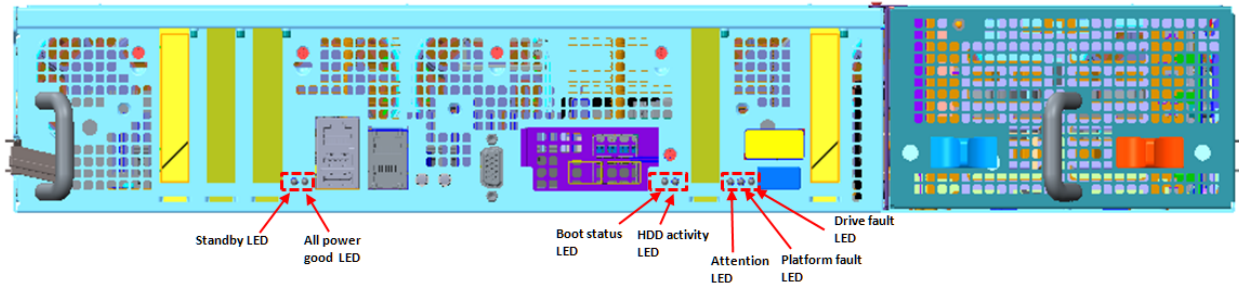 Standby LED
All power
good LED
Boot status
LED
HDD activity
LED
Attention
LED
Platform fault
LED
Drive fault
LED